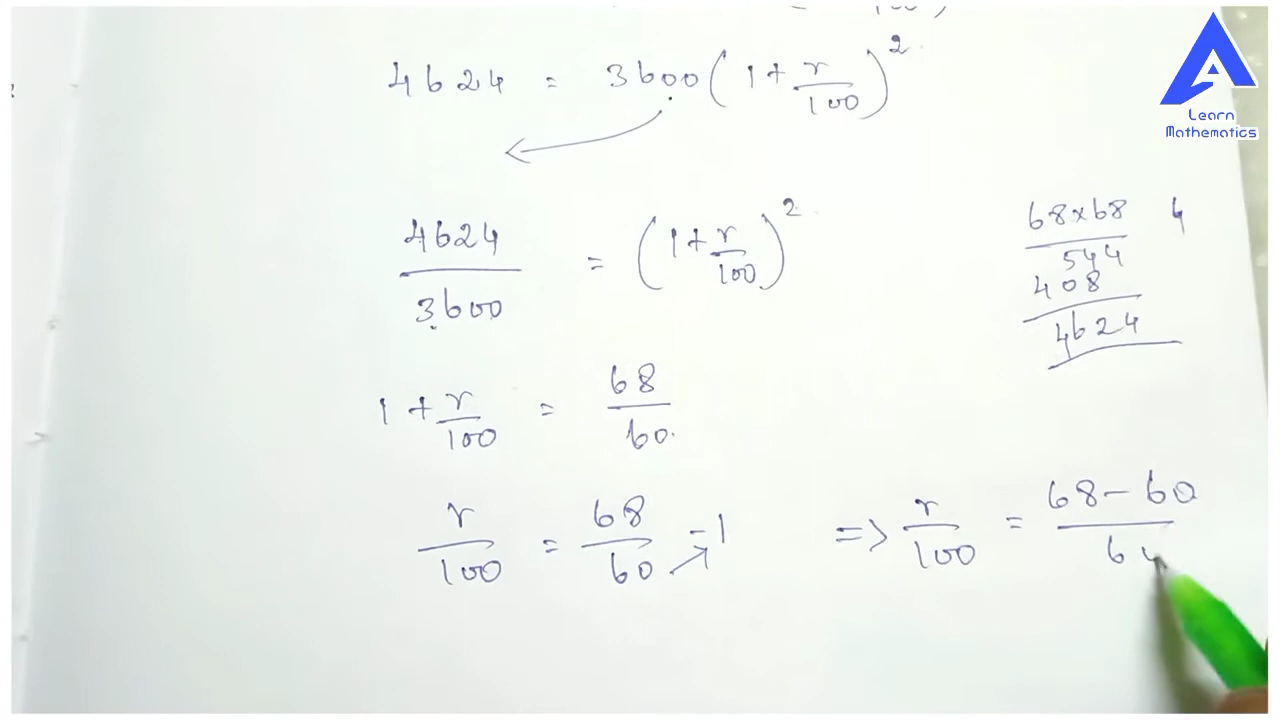 4624 = 3600(1+r/100)²
4624/3600 = (1+r/100)²
68×68
544
408
4624
1+r/100 = 68/60
r/100 = 68/60 -1 => r/100 = 68-60/6
Learn
Mathematics